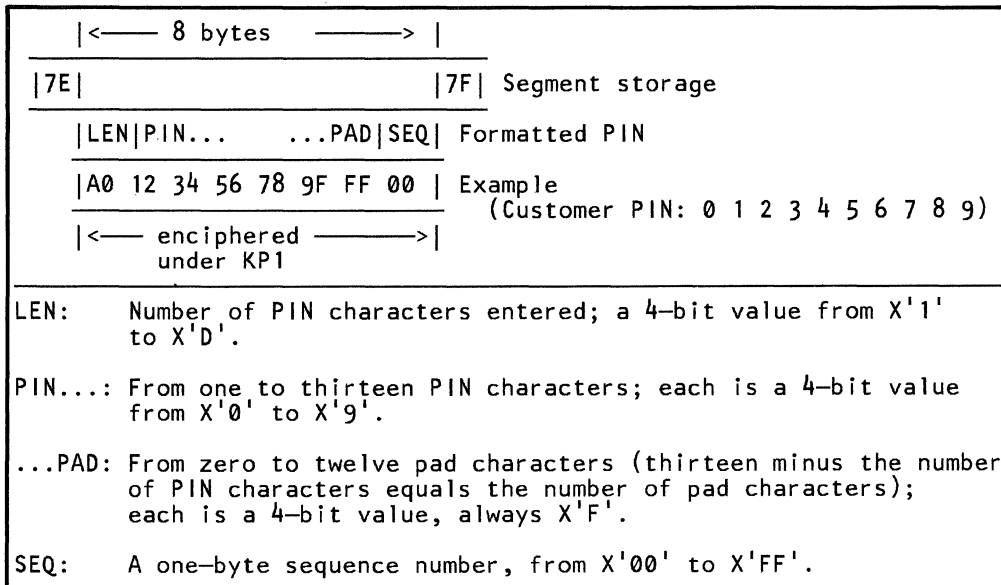 |<—— 8 bytes ———> |
|7E| |7F| Segment storage
|LEN|PIN... ...PAD|SEQ| Formatted PIN
|A0 12 34 56 78 9F FF 00 | Example
(Customer PIN: 0 1 2 3 4 5 6 7 8 9)
|<—— enciphered ———>|
under KP1
LEN: Number of PIN characters entered; a 4-bit value from X'1'
to X'D'.
PIN...: From one to thirteen PIN characters; each is a 4-bit value
from X'0' to X'9'.
...PAD: From zero to twelve pad characters (thirteen minus the number
of PIN characters equals the number of pad characters);
each is a 4-bit value, always X'F'.
SEQ: A one-byte sequence number, from X'00' to X'FF'.